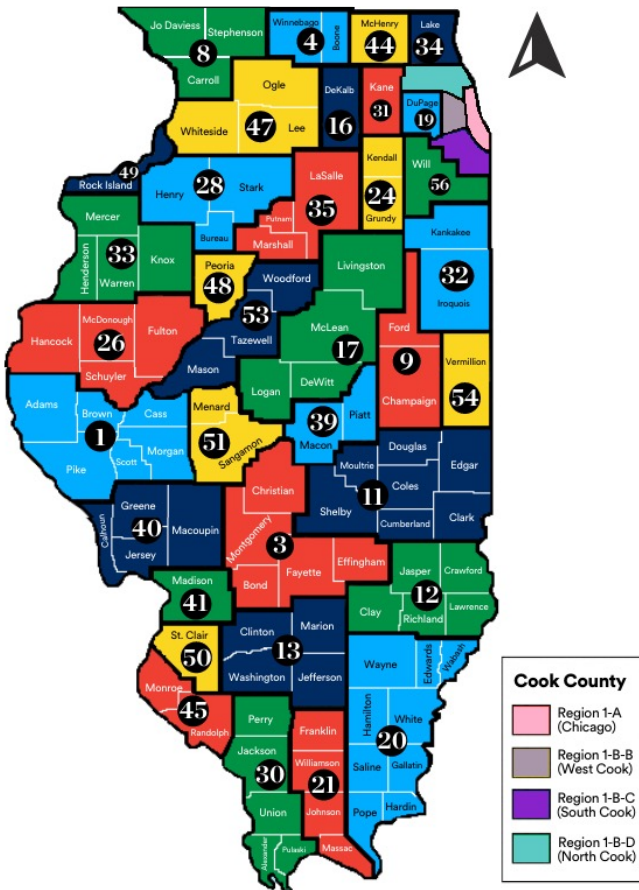 Jo Daviess
Stephenson
8
Carroll
Winnebago
4
Boone
McHenry
44
Lake
34
Ogle
Whiteside
47
Lee
DeKalb
16
Kane
31
DuPage
19
49
Rock Island
Henry
28
Stark
Bureau
LaSalle
35
Putnam
Marshall
Kendall
24
Grundy
Will
56
Mercer
33
Henderson
Warren
Knox
Peoria
48
Woodford
53
Tazewell
Mason
Livingston
McLean
17
Logan
DeWitt
Kankakee
32
Iroquois
Hancock
McDonough
26
Fulton
Schuyler
Ford
9
Champaign
Vermillion
54
Adams
Brown
1
Cass
Pike
Scott
Morgan
Menard
51
Sangamon
39
Macon
Piatt
Douglas
Moultrie
11
Coles
Edgar
Shelby
Cumberland
Clark
Calhoun
Greene
40
Jersey
Macoupin
Christian
Montgomery
3
Bond
Fayette
Effingham
Jasper
Crawford
12
Clay
Richland
Lawrence
Madison
41
St. Clair
50
Clinton
13
Marion
Washington
Jefferson
Monroe
45
Randolph
Wayne
Edwards
Wabash
Hamilton
White
20
Saline
Gallatin
Pope
Hardin
Perry
Jackson
30
Union
Alexander
Pulaski
Franklin
Williamson
21
Johnson
Massac
Cook County
Region 1-A
(Chicago)
Region 1-B-B
(West Cook)
Region 1-B-C
(South Cook)
Region 1-B-D
(North Cook)